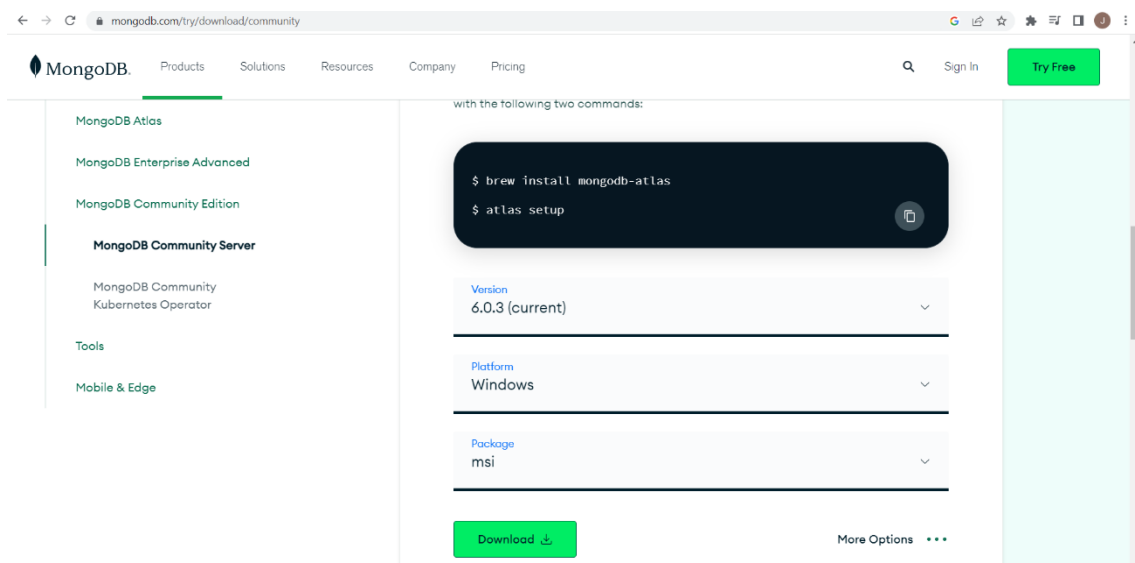 mongodb.com/try/download/community
G
J
MongoDB.
Products Solutions Resources Company Pricing
Sign In
Try Free
MongoDB Atlas
MongoDB Enterprise Advanced
MongoDB Community Edition
MongoDB Community Server
MongoDB Community
Kubernetes Operator
Tools
Mobile & Edge
with the following two commands:
$ brew install mongodb-atlas
$ atlas setup
Version
6.0.3 (current)
Platform
Windows
Package
msi
Download
More Options